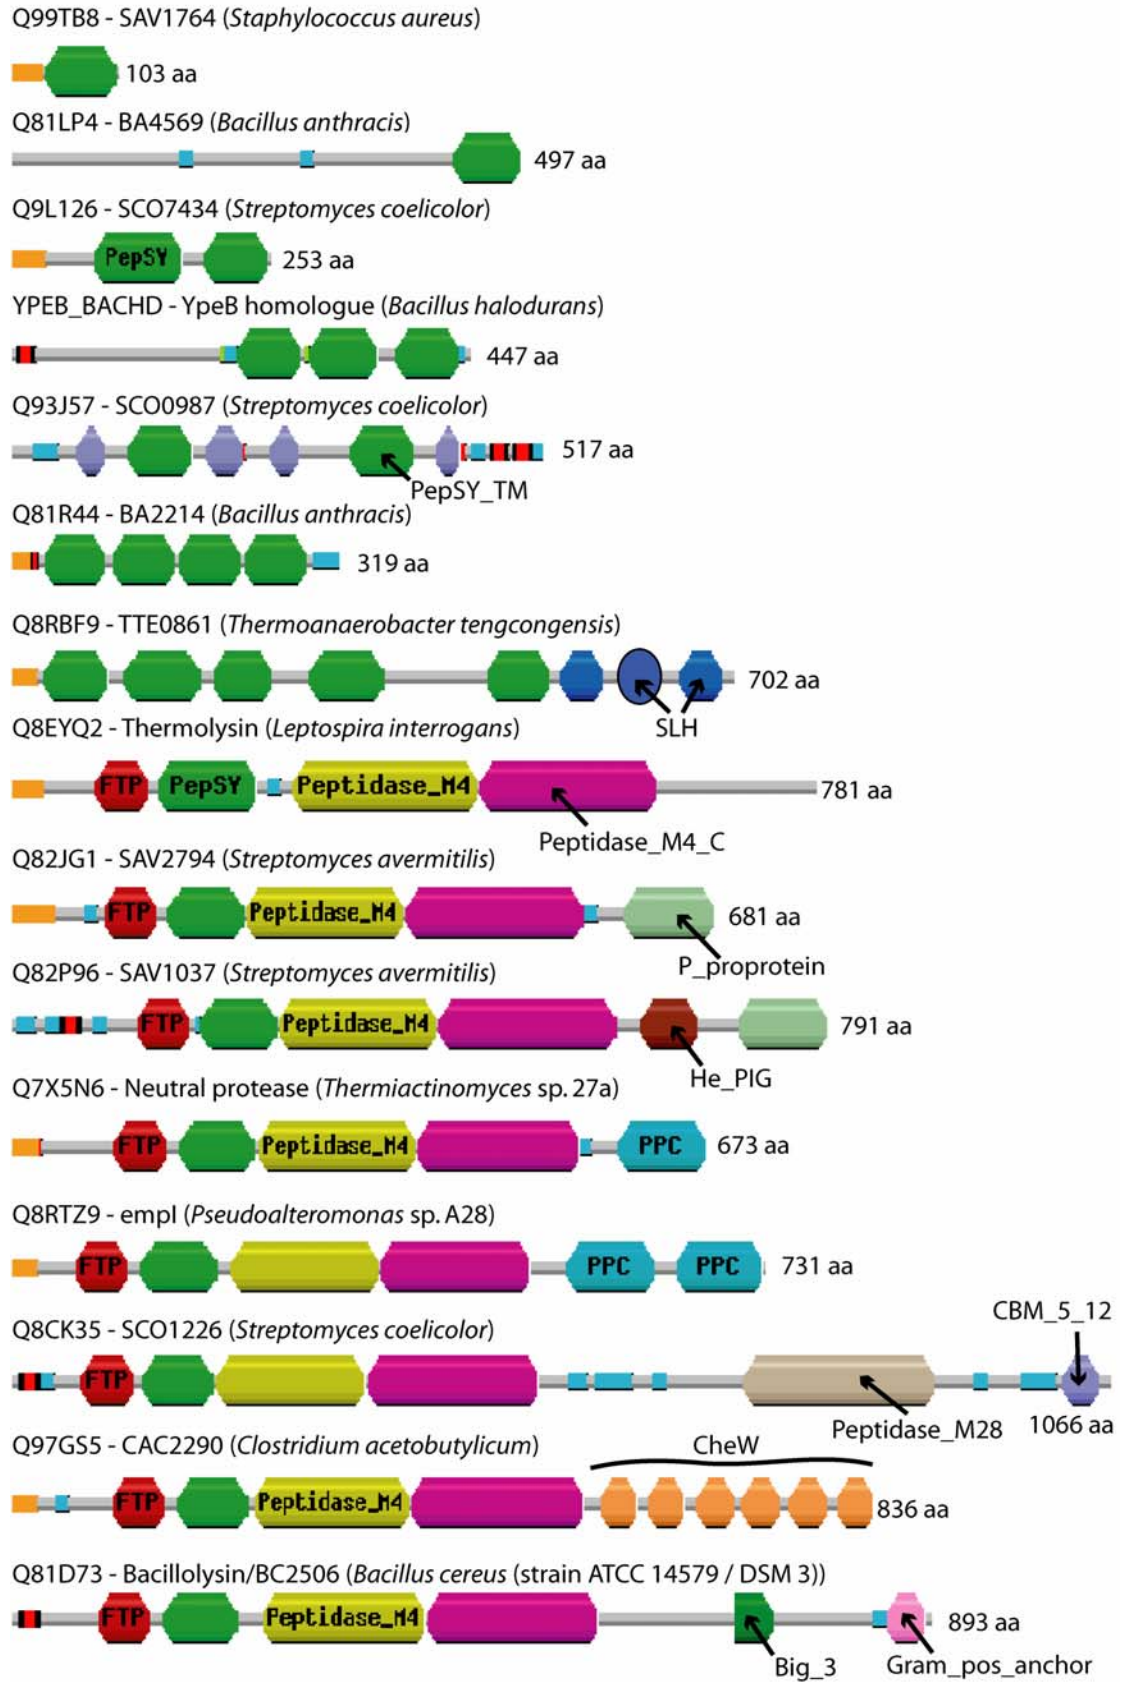 Q99TB8 - SAV1764 (Staphylococcus aureus)
103 aa
Q81LP4 - BA4569 (Bacillus anthracis)
497 aa
Q9L126 - SCO7434 (Streptomyces coelicolor)
PepSY 253 aa
YPEB_BACHD - YpeB homologue (Bacillus halodurans)
447 aa
Q93J57 - SCO0987 (Streptomyces coelicolor)
517 aa
PepSY_TM
Q81R44 - BA2214 (Bacillus anthracis)
319 aa
Q8RBF9 - TTE0861 (Thermoanaerobacter tengcongensis)
702 aa
SLH
Q8EYQ2 - Thermolysin (Leptospira interrogans)
FTP PepSY Peptidase_M4 781 aa
Peptidase_M4_C
Q82JG1 - SAV2794 (Streptomyces avermitilis)
FTP Peptidase_M4 681 aa
P_proprotein
Q82P96 - SAV1037 (Streptomyces avermitilis)
FTP Peptidase_M4 791 aa
He_PIG
Q7X5N6 - Neutral protease (Thermiactinomyces sp. 27a)
FTP Peptidase_M4 PPC 673 aa
Q8RTZ9 - empI (Pseudoalteromonas sp. A28)
FTP PPC PPC 731 aa
CBM_5_12
Q8CK35 - SCO1226 (Streptomyces coelicolor)
FTP
Peptidase_M28 1066 aa
Q97GS5 - CAC2290 (Clostridium acetobutylicum) CheW
FTP Peptidase_M4 836 aa
Q81D73 - Bacillolysin/BC2506 (Bacillus cereus (strain ATCC 14579 / DSM 3))
FTP Peptidase_M4 893 aa
Big_3 Gram_pos_anchor